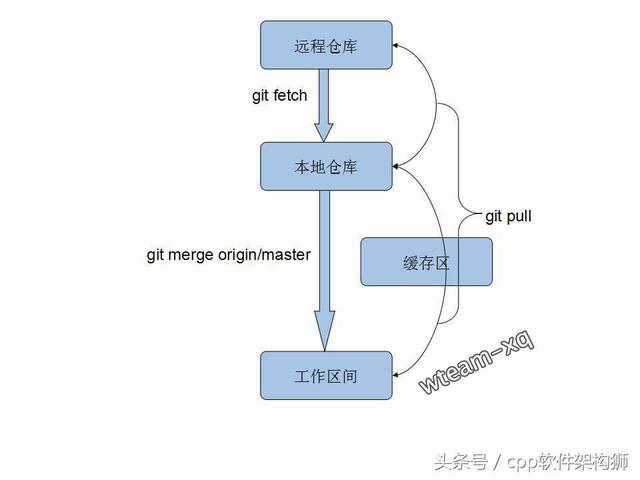 远程仓库
git fetch
本地仓库
git pull
git merge origin/master
缓存区
wteam-xq
工作区间
头条号 / cpp软件架构狮